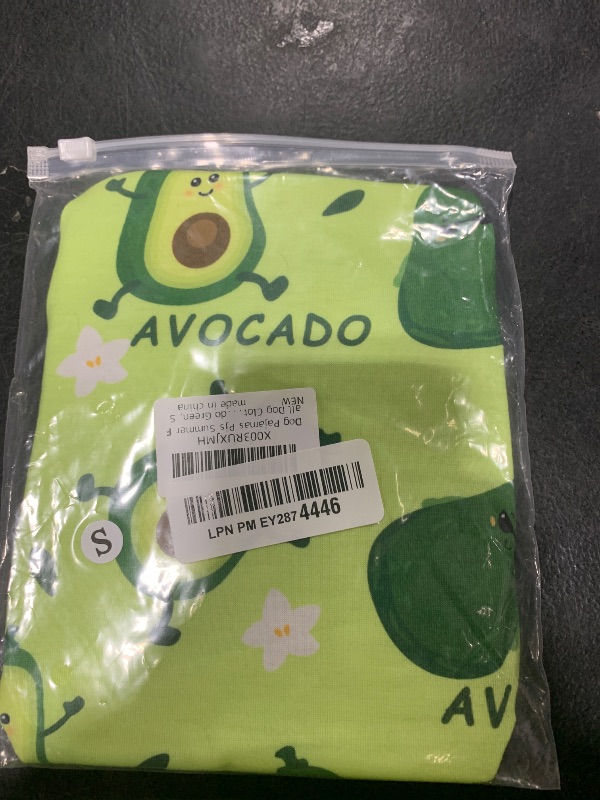 AVOCADO
X003RUXJMH
Dog Pajamas Pjs Summer F
all Dog Clot...do Green, S
NEW
made in china
LPN PM EY287 4446
S
AV